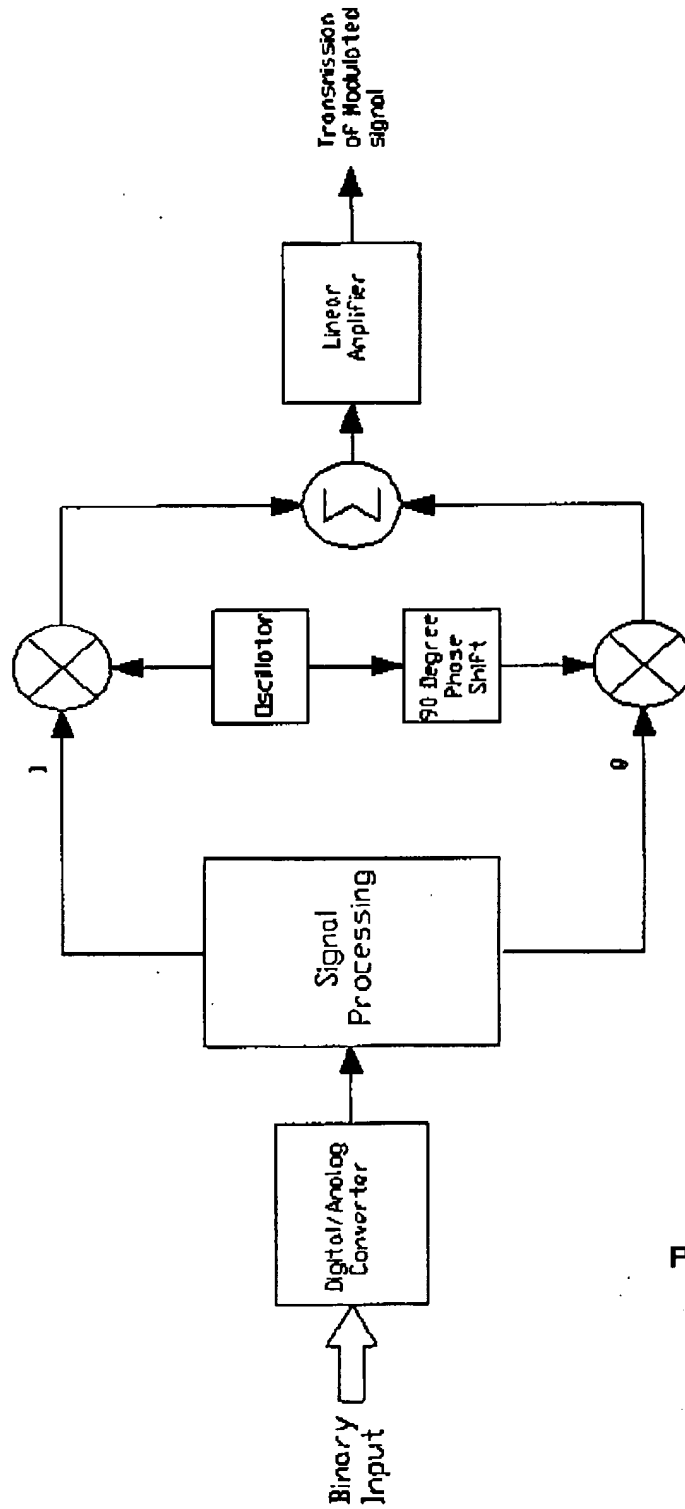 Binary
Input
Digital/Analog
Converter
Signal
Processing
I
Q
Oscillator
90 Degree
Phase
Shift
Σ
Linear
Amplifier
Transmission
of Modulated
signal
F